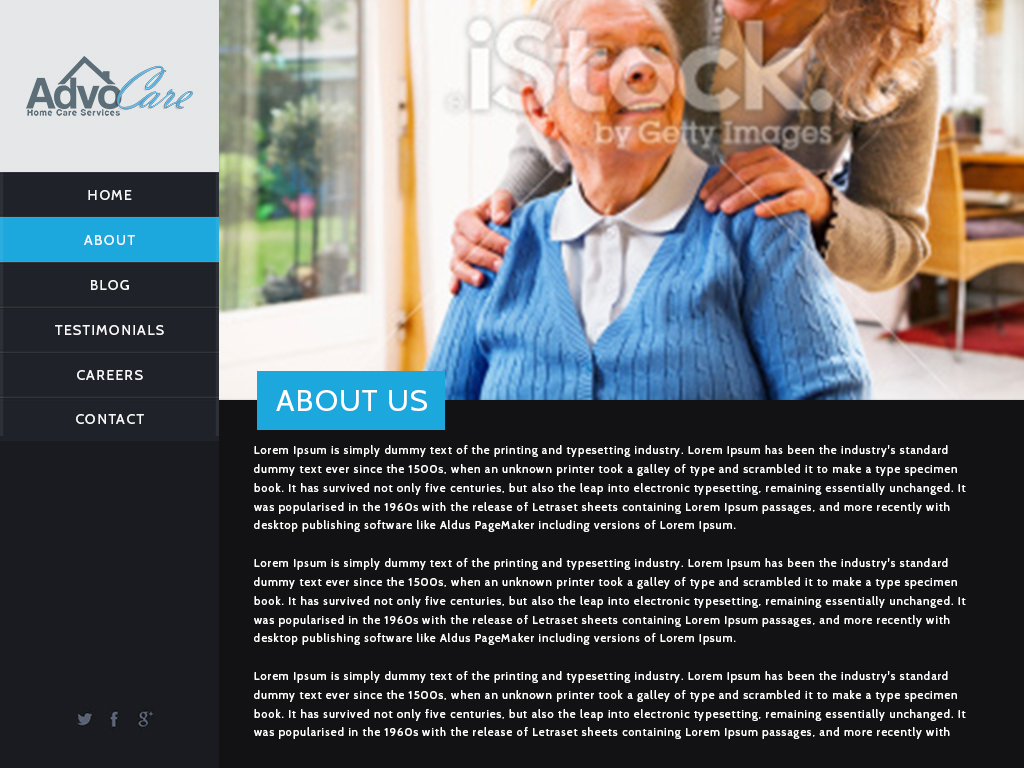 AdvoCare
Home Care Services
HOME
ABOUT
BLOG
TESTIMONIALS
CAREERS
CONTACT
iStock.
by Getty Images
ABOUT US
Lorem Ipsum is simply dummy text of the printing and typesetting industry. Lorem Ipsum has been the industry's standard
dummy text ever since the 1500s, when an unknown printer took a galley of type and scrambled it to make a type specimen
book. It has survived not only five centuries, but also the leap into electronic typesetting, remaining essentially unchanged. It
was popularised in the 1960s with the release of Letraset sheets containing Lorem Ipsum passages, and more recently with
desktop publishing software like Aldus PageMaker including versions of Lorem Ipsum.
Lorem Ipsum is simply dummy text of the printing and typesetting industry. Lorem Ipsum has been the industry's standard
dummy text ever since the 1500s, when an unknown printer took a galley of type and scrambled it to make a type specimen
book. It has survived not only five centuries, but also the leap into electronic typesetting, remaining essentially unchanged. It
was popularised in the 1960s with the release of Letraset sheets containing Lorem Ipsum passages, and more recently with
desktop publishing software like Aldus PageMaker including versions of Lorem Ipsum.
Lorem Ipsum is simply dummy text of the printing and typesetting industry. Lorem Ipsum has been the industry's standard
dummy text ever since the 1500s, when an unknown printer took a galley of type and scrambled it to make a type specimen
book. It has survived not only five centuries, but also the leap into electronic typesetting, remaining essentially unchanged. It
was popularised in the 1960s with the release of Letraset sheets containing Lorem Ipsum passages, and more recently with